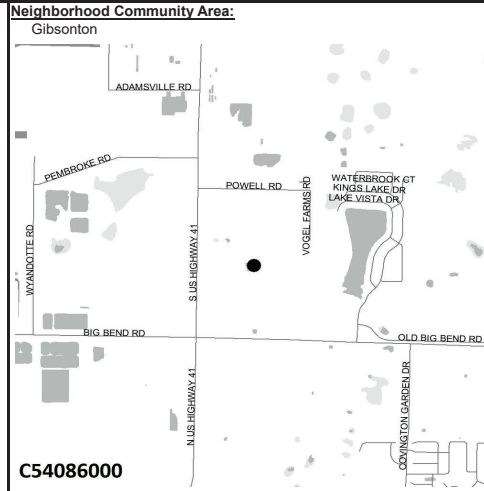 Neighborhood Community Area:
Gibsonton
ADAMSVILLE RD
PEMBROKE RD
POWELL RD
WATERBROOK CT
KINGS LAKE DR
LAKE VISTA DR
WYANDOTTE RD
S US HIGHWAY 41
VOGEL FARMS RD
BIG BEND RD
OLD BIG BEND RD
N US HIGHWAY 41
COVINGTON GARDEN DR
C54086000